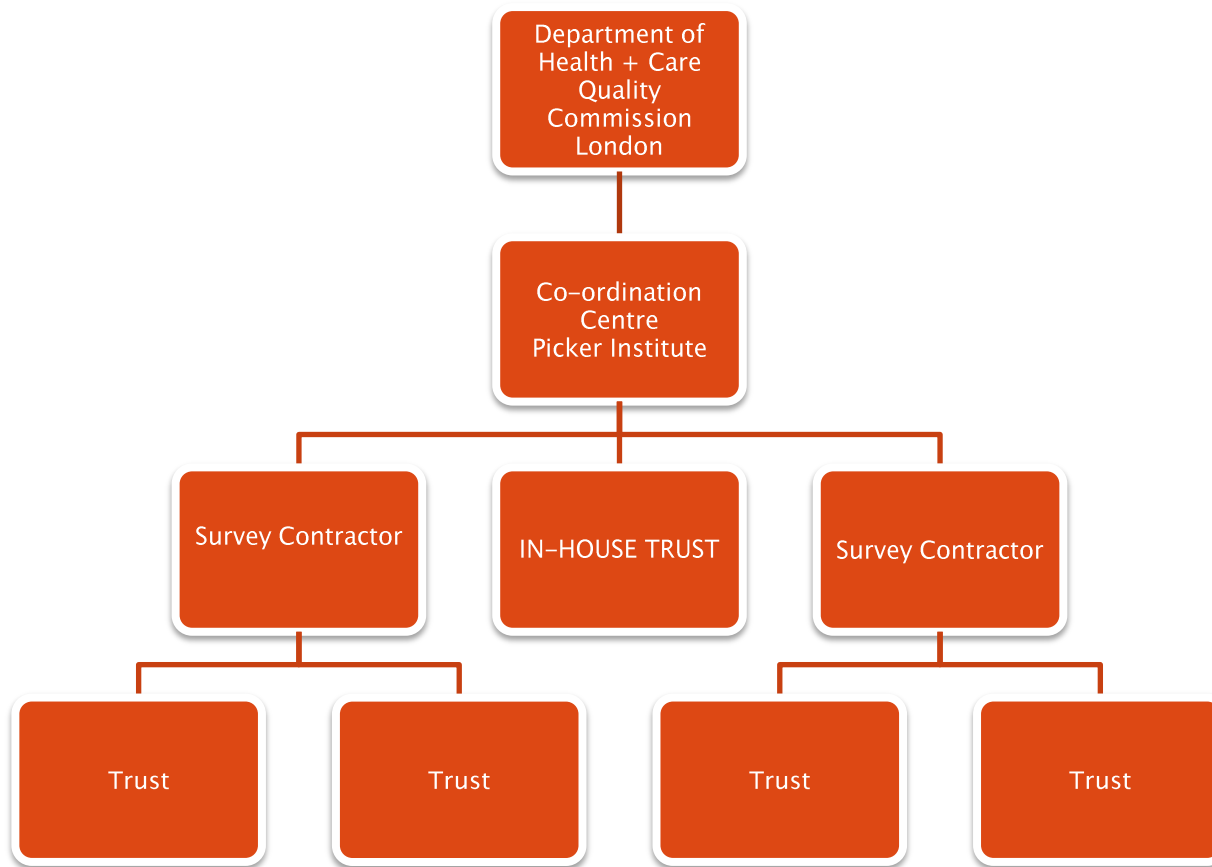 Department of
Health + Care
Quality
Commission
London
Co-ordination
Centre
Picker Institute
Survey Contractor
IN-HOUSE TRUST
Survey Contractor
Trust
Trust
Trust
Trust